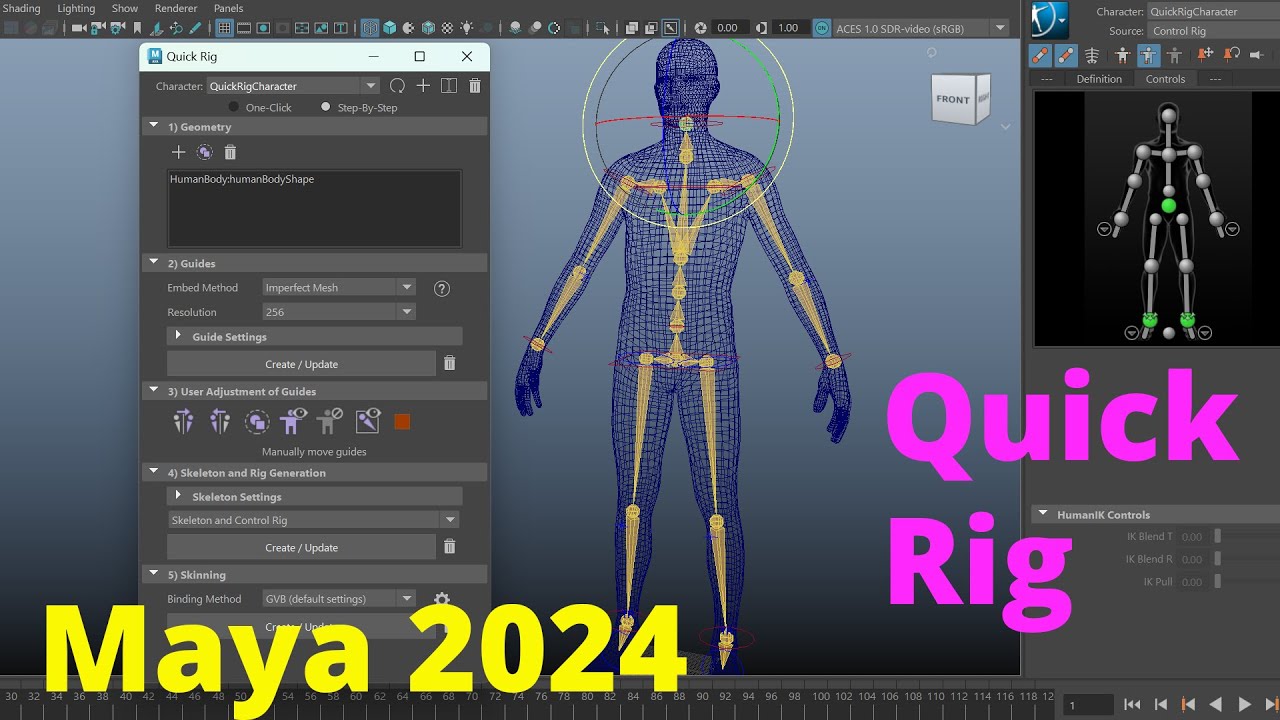 Shading Lighting Show Renderer Panels
0.00 1.00 ON ACES 1.0 SDR-video (sRGB)
Character: QuickRigCharacter
Source: Control Rig
--- Definition Controls ---
M Quick Rig
Character: QuickRigCharacter
One-Click Step-By-Step
1) Geometry
HumanBody:humanBodyShape
2) Guides
Embed Method Imperfect Mesh ?
Resolution 256
Guide Settings
Create / Update
3) User Adjustment of Guides
Manually move guides
4) Skeleton and Rig Generation
Skeleton Settings
Skeleton and Control Rig
Create / Update
5) Skinning
Binding Method GVB (default settings)
FRONT RIGHT
Quick
Rig
HumanIK Controls
IK Blend T 0.00
IK Blend R 0.00
IK Pull 0.00
Maya 2024
30 32 34 36 38 40 42 44 46 48 50 52 54 56 58 60 62 64 66 68 70 72 74 76 78 80 82 84 86 88 90 92 94 96 98 100 102 104 106 108 110 112 114 116 118 12
1